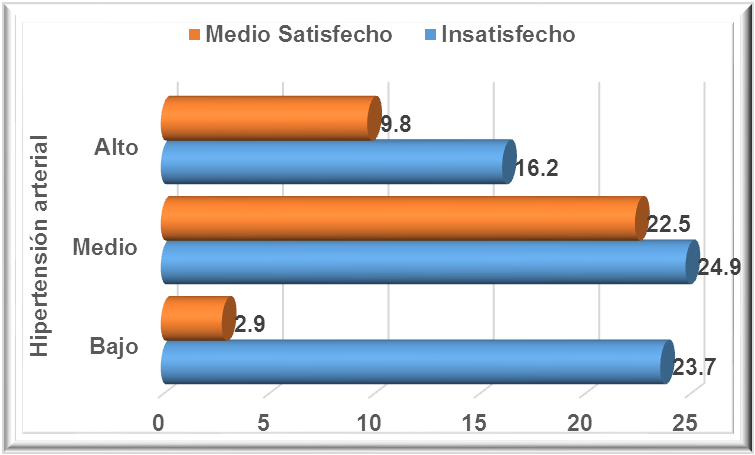 Medio Satisfecho Insatisfecho
Hipertensión arterial
Alto
9.8
16.2
Medio
22.5
24.9
Bajo
2.9
23.7
0 5 10 15 20 25